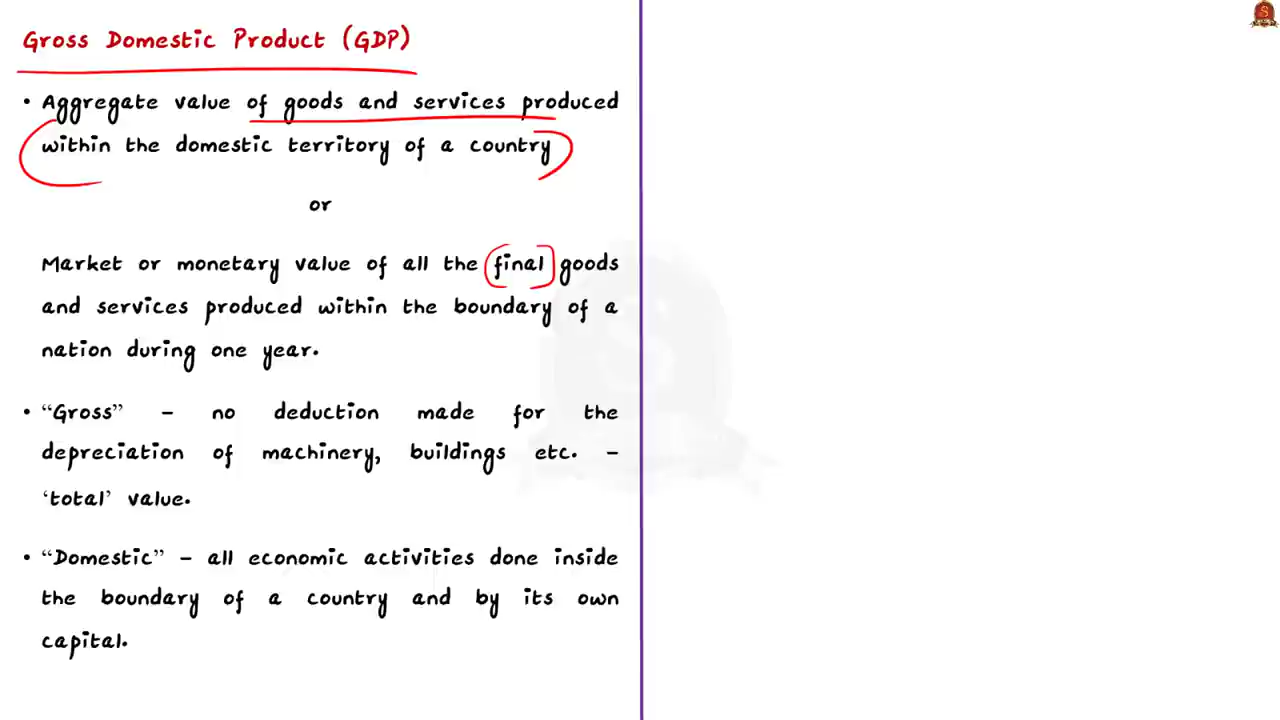 Gross Domestic Product (GDP)
• Aggregate value of goods and services produced
within the domestic territory of a country
or
Market or monetary value of all the final goods
and services produced within the boundary of a
nation during one year.
• “Gross” – no deduction made for the
depreciation of machinery, buildings etc. –
‘total’ value.
• “Domestic” – all economic activities done inside
the boundary of a country and by its own
capital.